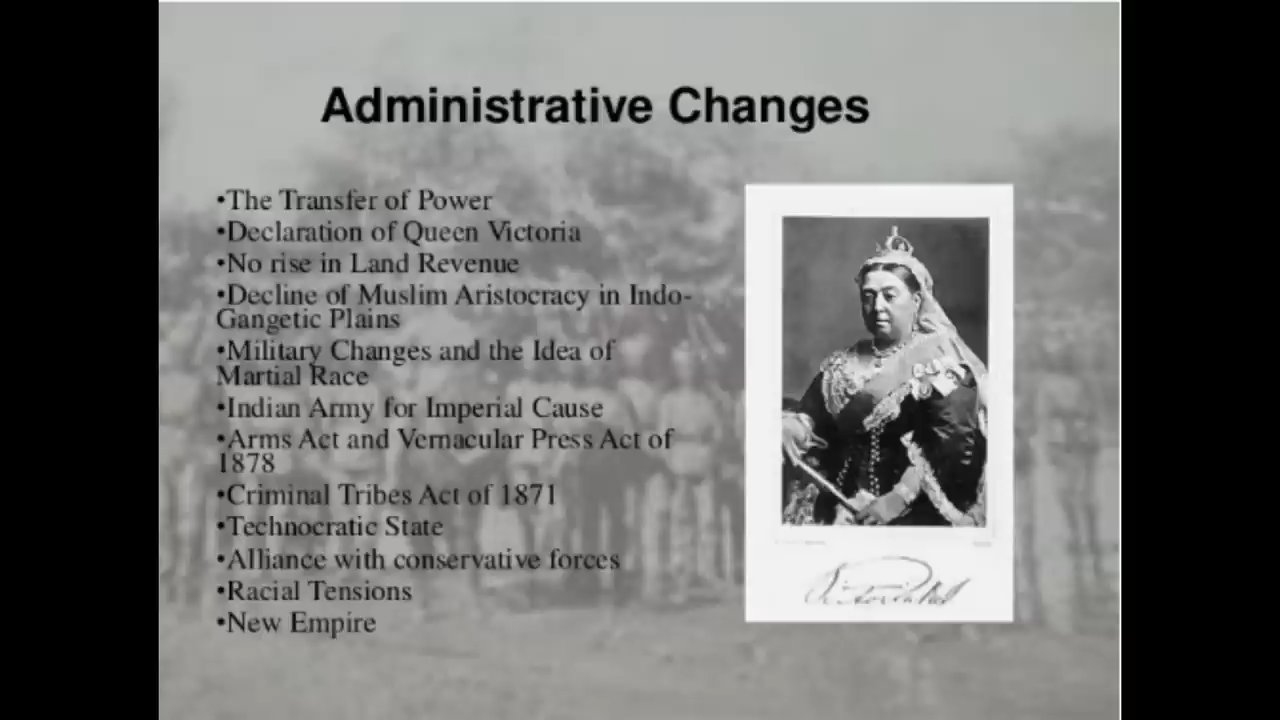 Administrative Changes
•The Transfer of Power
•Declaration of Queen Victoria
•No rise in Land Revenue
•Decline of Muslim Aristocracy in Indo-
Gangetic Plains
•Military Changes and the Idea of
Martial Race
•Indian Army for Imperial Cause
•Arms Act and Vernacular Press Act of
1878
•Criminal Tribes Act of 1871
•Technocratic State
•Alliance with conservative forces
•Racial Tensions
•New Empire